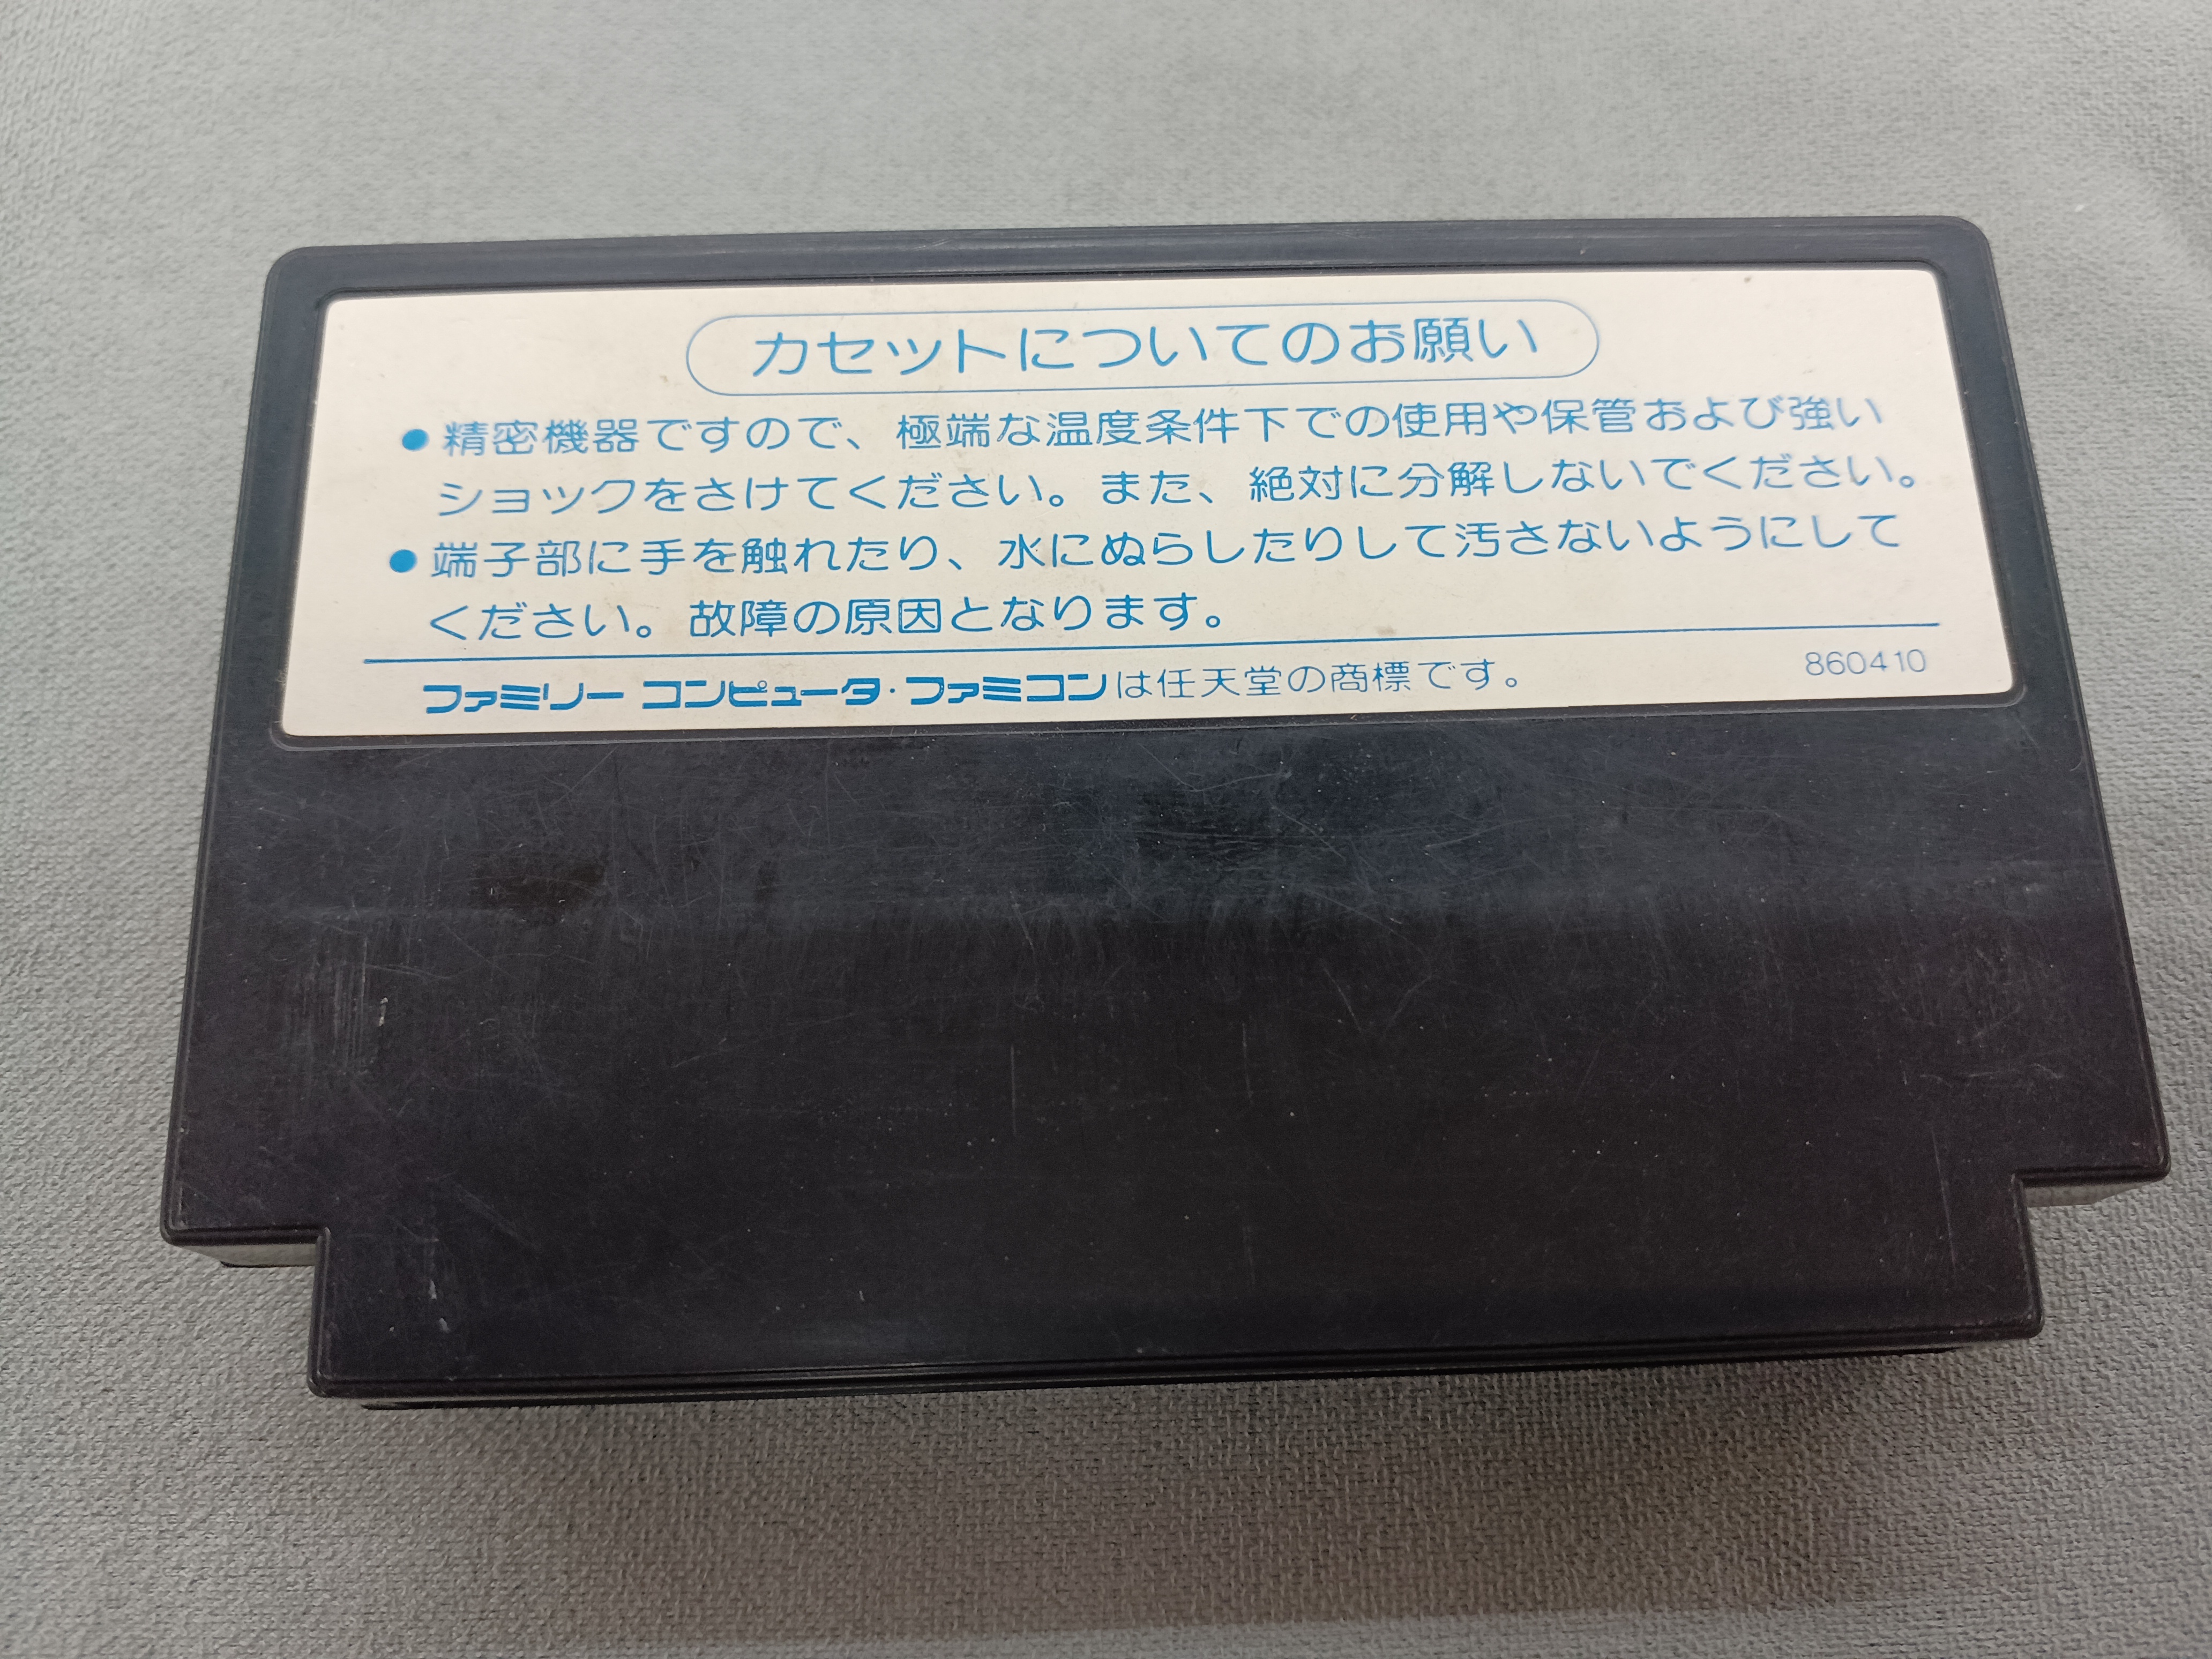 カセットについてのお願い
●精密機器ですので、極端な温度条件下での使用や保管および強い
ショックをさけてください。また、絶対に分解しないでください。
●端子部に手を触れたり、水にぬらしたりして汚さないようにして
ください。故障の原因となります。
ファミリー コンピュータ・ファミコンは任天堂の商標です。
860410